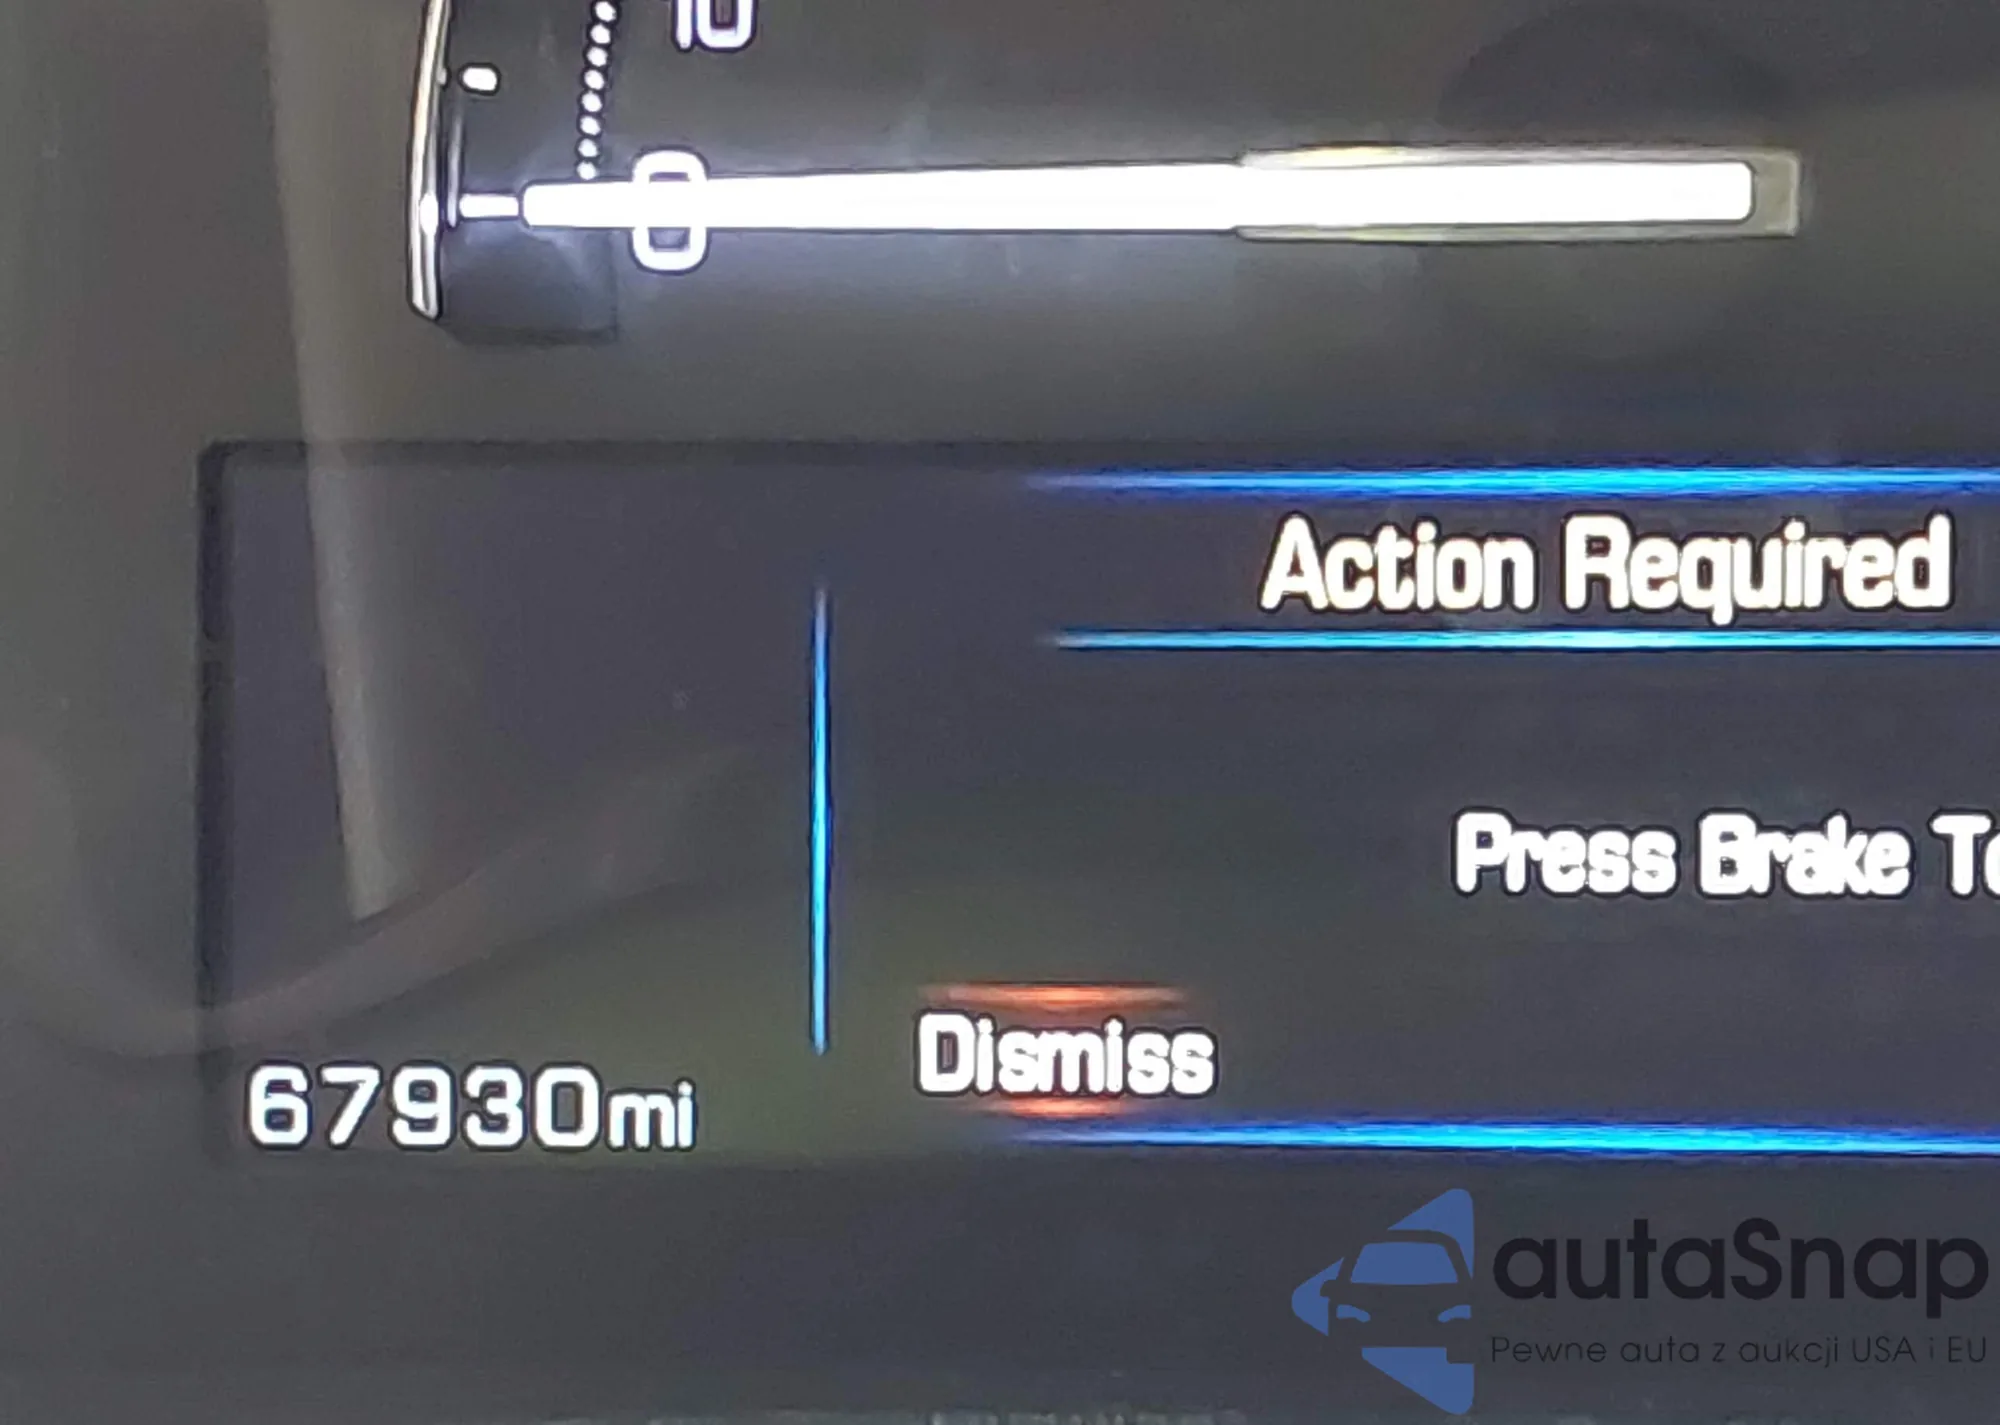 10
0
Action Required
Press Brake
67930mi
Dismiss
autaSnap
Pewne auta z aukcji USA i EU